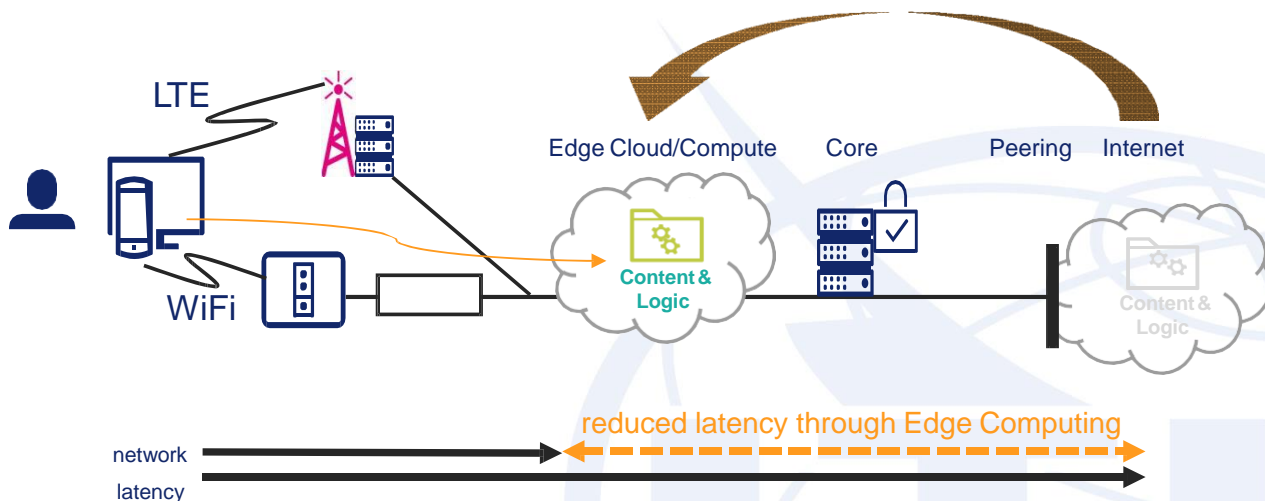 LTE
Edge Cloud/Compute
Core
Peering
Internet
Content &
Logic
Content &
Logic
WiFi
reduced latency through Edge Computing
network
latency